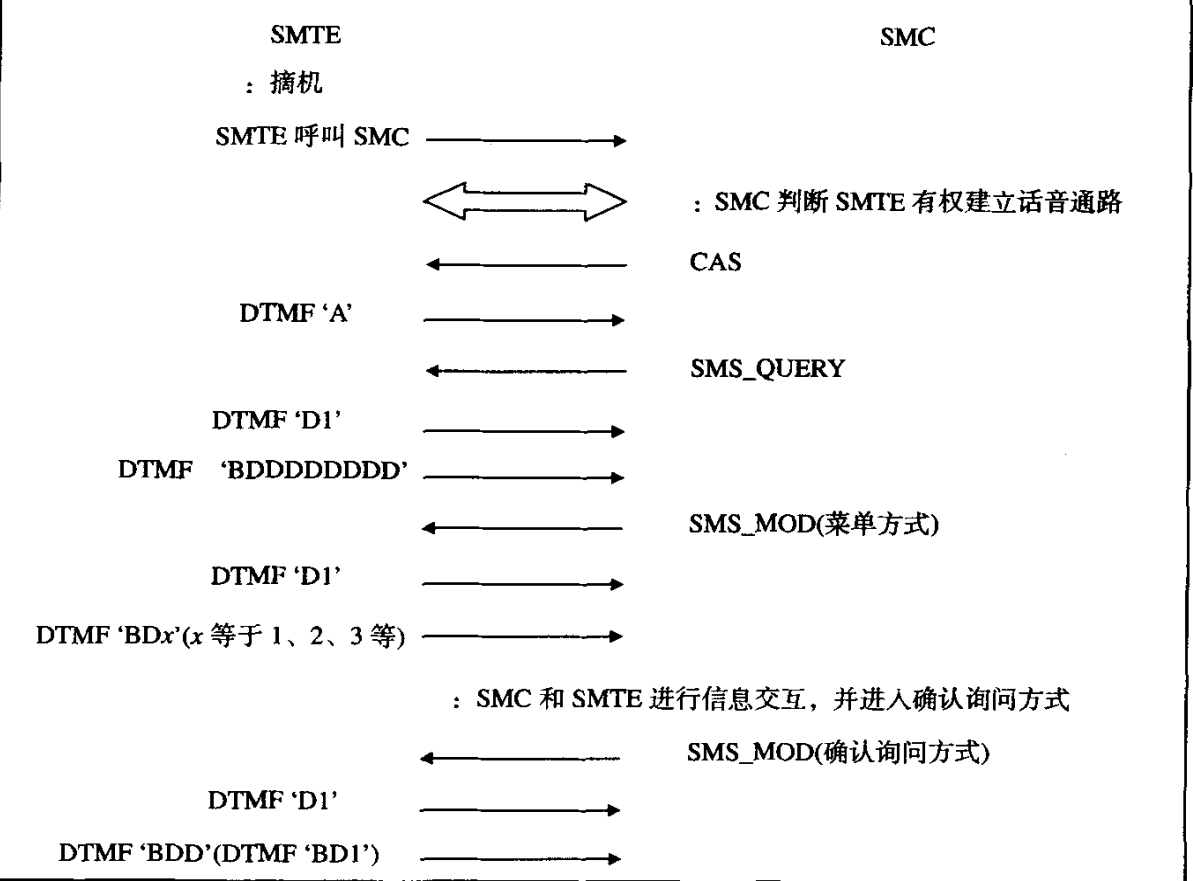 SMTE SMC
：摘机
SMTE 呼叫 SMC
：SMC 判断 SMTE 有权建立话音通路
CAS
DTMF ‘A’
SMS_QUERY
DTMF ‘D1’
DTMF ‘BDDDDDDDD’
SMS_MOD(菜单方式)
DTMF ‘D1’
DTMF ‘BDx’(x 等于 1、2、3 等)
：SMC 和 SMTE 进行信息交互，并进入确认询问方式
SMS_MOD(确认询问方式)
DTMF ‘D1’
DTMF ‘BDD’(DTMF ‘BD1’)